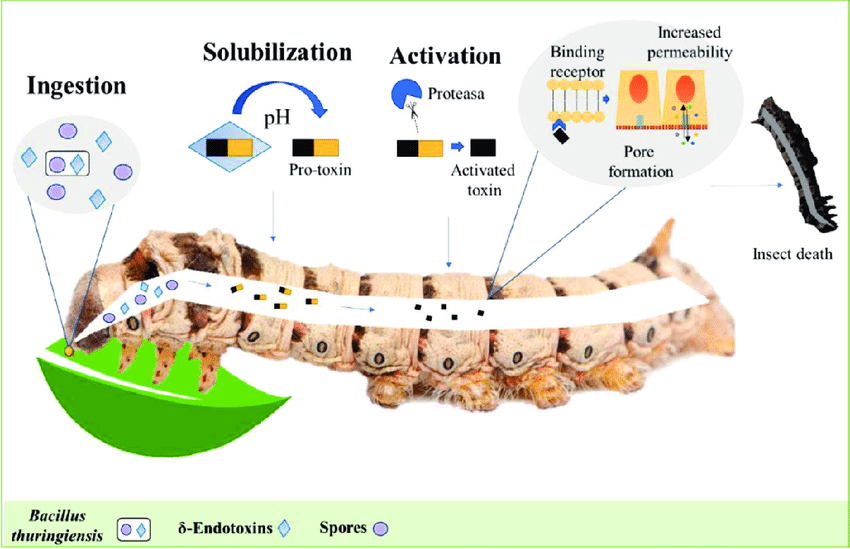 Ingestion
Solubilization
pH
Pro-toxin
Activation
Proteasa
Activated
toxin
Binding
receptor
Increased
permeability
Pore
formation
Insect death
Bacillus
thuringiensis
δ-Endotoxins
Spores